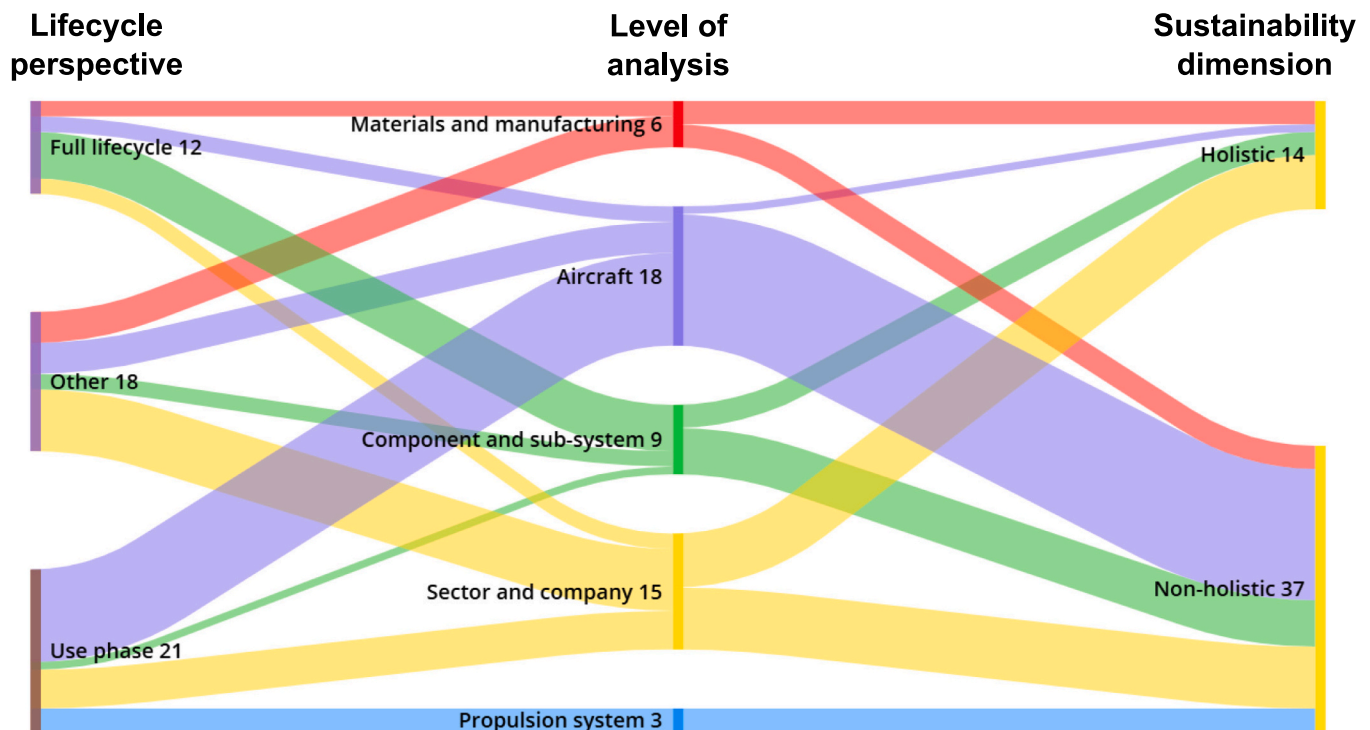 Lifecycle
perspective
Level of
analysis
Sustainability
dimension
Full lifecycle 12
Materials and manufacturing 6
Holistic 14
Aircraft 18
Other 18
Component and sub-system 9
Sector and company 15
Non-holistic 37
Use phase 21
Propulsion system 3